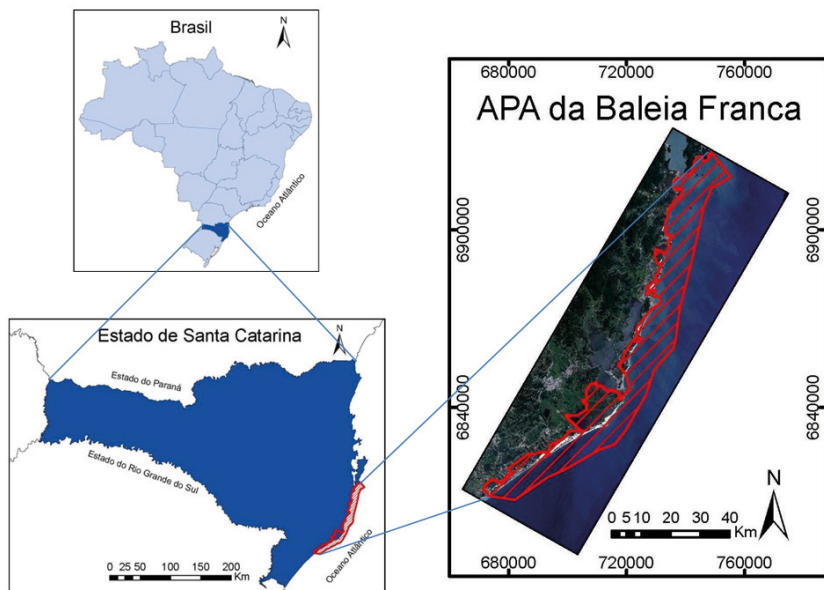 Brasil
N
Oceano Atlântico
Estado de Santa Catarina
N
Estado do Paraná
Estado do Rio Grande do Sul
Oceano Atlântico
0 25 50 100 150 200
Km
680000 720000 760000
APA da Baleia Franca
6900000 6900000
6840000 6840000
N
0 5 10 20 30 40
Km
680000 720000 760000